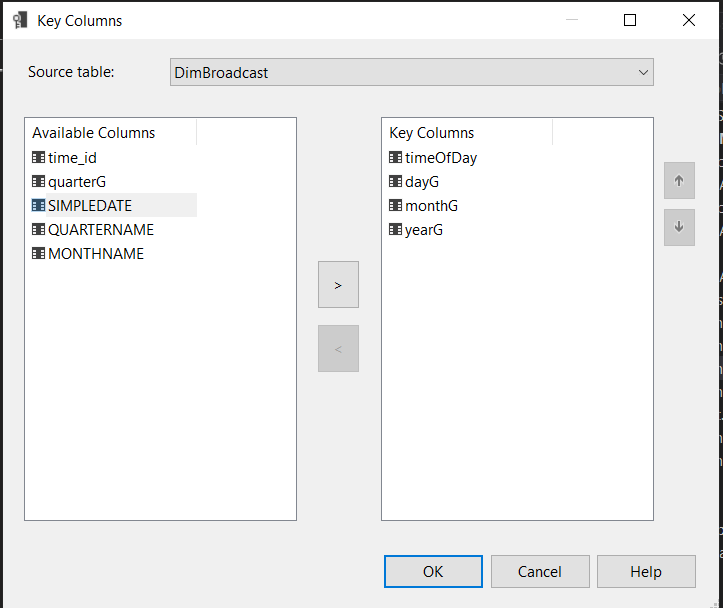 Key Columns
Source table:
DimBroadcast
Available Columns
time_id
quarterG
SIMPLEDATE
QUARTERNAME
MONTHNAME
>
<
Key Columns
timeOfDay
dayG
monthG
yearG
OK
Cancel
Help